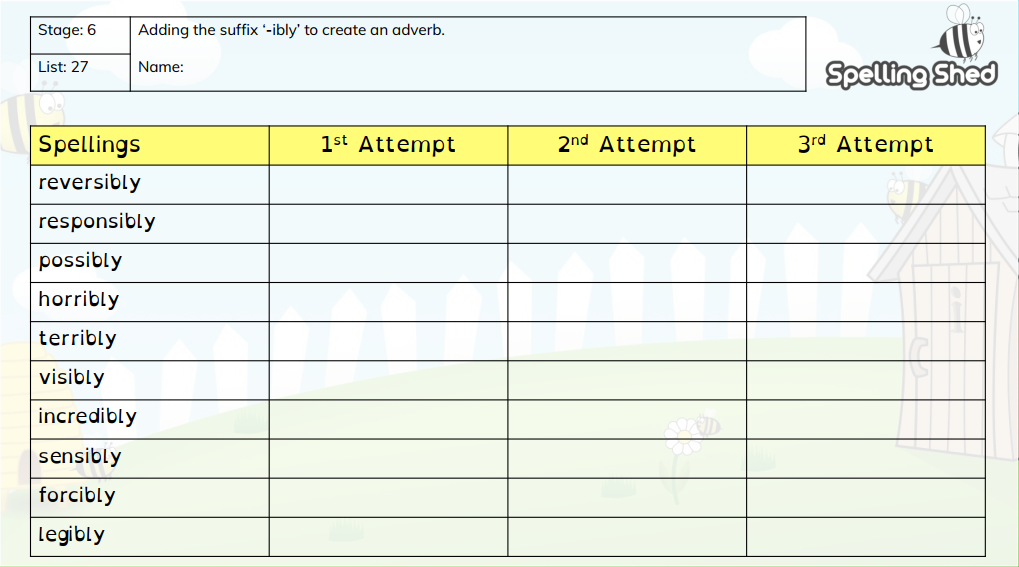 Stage: 6
Adding the suffix ‘-ibly’ to create an adverb.
List: 27
Name:
Spelling Shed
Spellings 1st Attempt 2nd Attempt 3rd Attempt
reversibly
responsibly
possibly
horribly
terribly
visibly
incredibly
sensibly
forcibly
legibly